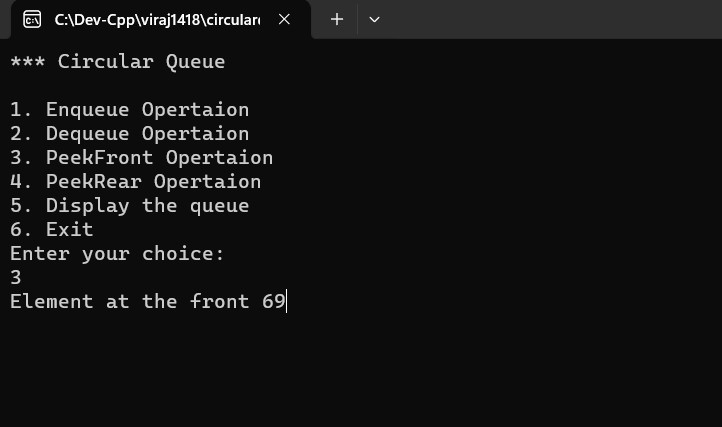 C:\Dev-Cpp\viraj1418\circular
*** Circular Queue
1. Enqueue Opertaion
2. Dequeue Opertaion
3. PeekFront Opertaion
4. PeekRear Opertaion
5. Display the queue
6. Exit
Enter your choice:
3
Element at the front 69